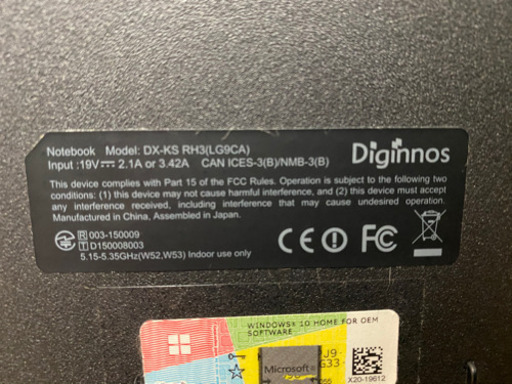 Notebook Model: DX-KS RH3(LG9CA)
Input :19V⎓ 2.1A or 3.42A CAN ICES-3(B)/NMB-3(B)
Diginnos
This device complies with Part 15 of the FCC Rules. Operation is subject to the following two
conditions: (1) this device may not cause harmful interference, and (2) this device must accept
any interference received, including interference that may cause undesired operation.
Manufactured in China, Assembled in Japan.
R 003-150009
T D150008003
5.15-5.35GHz(W52,W53) Indoor use only
CE FC
WINDOWS® 10 HOME FOR OEM
SOFTWARE
Microsoft®
J9-
G33-
X20-19612